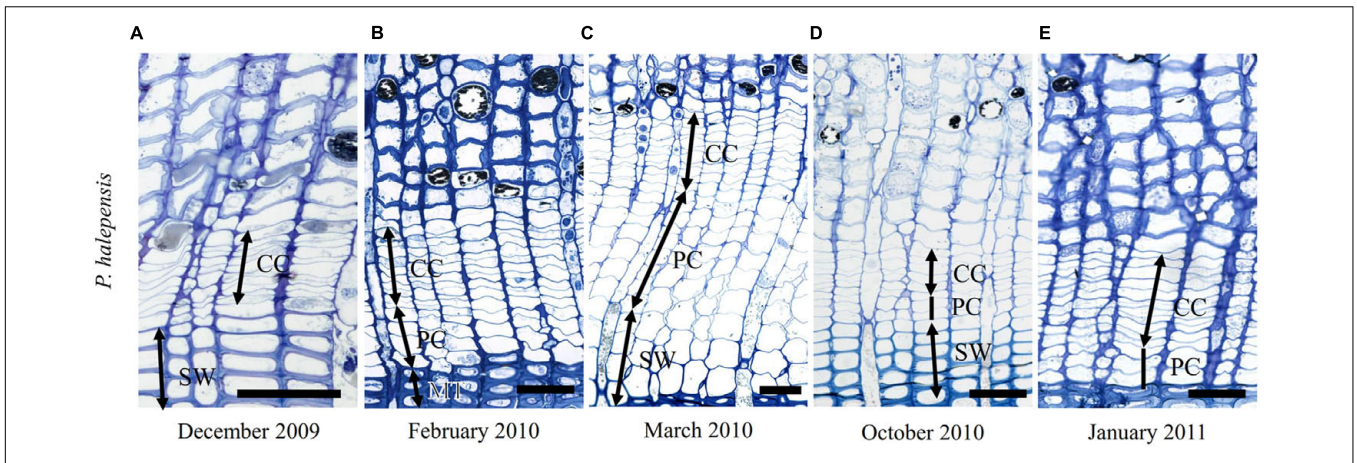 A B C D E
P. halepensis
CC
SW
CC
PC
MT
CC
PC
SW
CC
PC
SW
CC
PC
December 2009 February 2010 March 2010 October 2010 January 2011